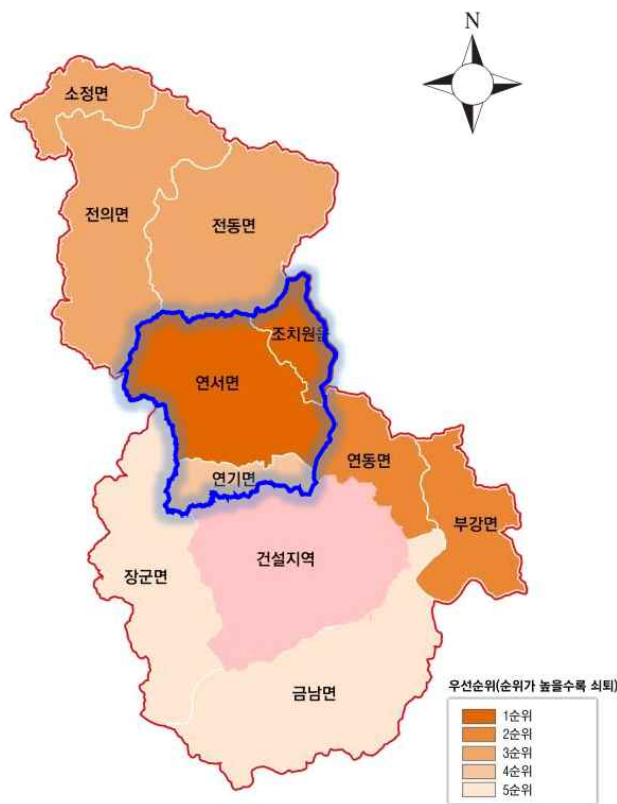 N
소정면
전의면
전동면
조치원읍
연서면
연기면
연동면
부강면
건설지역
장군면
금남면
우선순위(순위가 높을수록 쇠퇴)
1순위
2순위
3순위
4순위
5순위